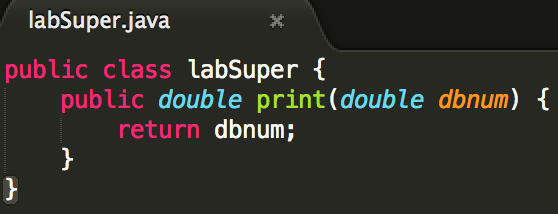 labSuper.java
public class labSuper {
    public double print(double dbnum) {
        return dbnum;
    }
}